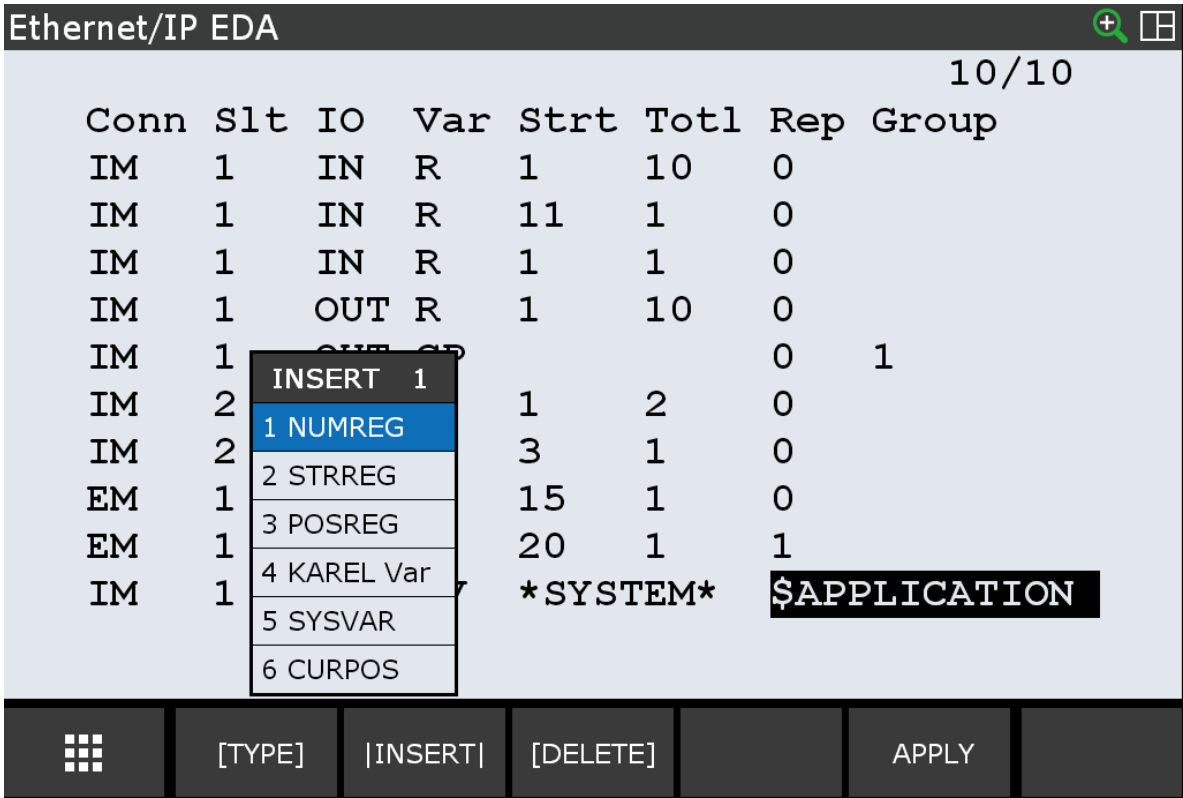 Ethernet/IP EDA
10/10
Conn Slt IO Var Strt Totl Rep Group
IM 1 IN R 1 10 0
IM 1 IN R 11 1 0
IM 1 IN R 1 1 0
IM 1 OUT R 1 10 0
IM 1 0 1
IM 2 1 2 0
IM 2 3 1 0
EM 1 15 1 0
EM 1 20 1 1
IM 1 *SYSTEM* $APPLICATION
INSERT 1
1 NUMREG
2 STRREG
3 POSREG
4 KAREL Var
5 SYSVAR
6 CURPOS
[TYPE] |INSERT| [DELETE] APPLY